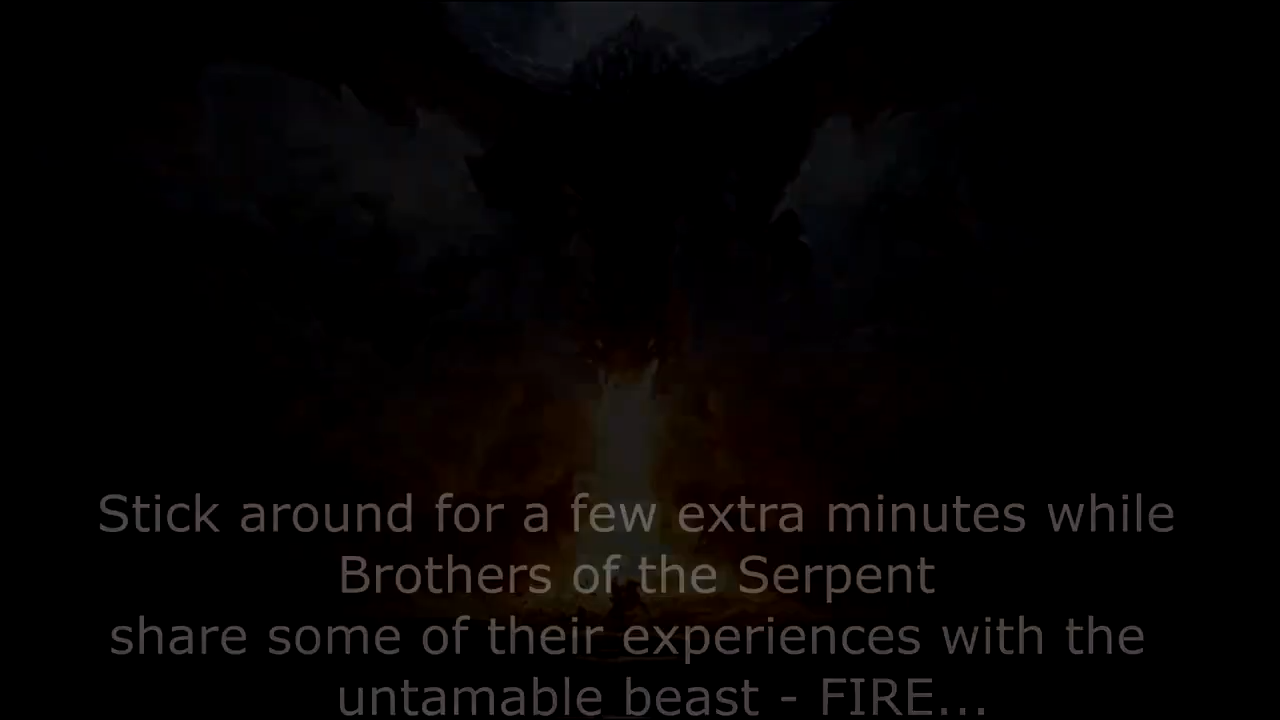 Stick around for a few extra minutes while
Brothers of the Serpent
share some of their experiences with the
untamable beast - FIRE...